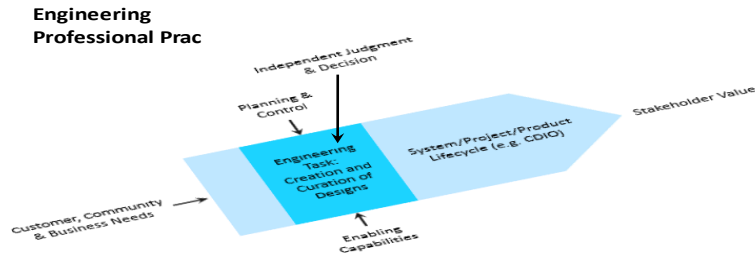 Engineering
Professional Prac
Independent Judgment
& Decision
Planning &
Control
Stakeholder Value
System/Project/Product
Lifecycle (e.g. CDIO)
Engineering
Task:
Creation and
Curation of
Designs
Customer, Community
& Business Needs
Enabling
Capabilities